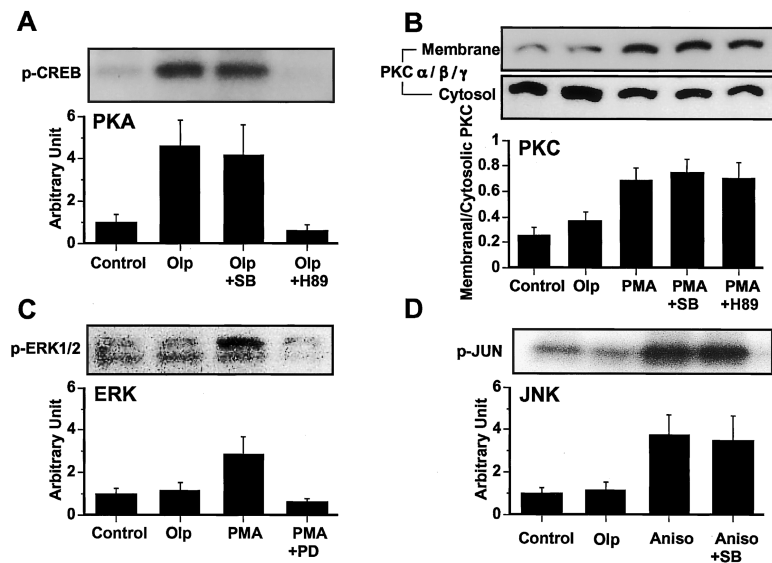 A
p-CREB
PKA
Arbitrary Unit
6
4
2
0
Control Olp Olp +SB Olp +H89
B
Membrane
PKC α/β/γ
Cytosol
PKC
Membranal/Cytosolic PKC
1
0.8
0.6
0.4
0.2
Control Olp PMA PMA +SB PMA +H89
C
p-ERK1/2
ERK
Arbitrary Unit
6
4
2
0
Control Olp PMA PMA +PD
D
p-JUN
JNK
Arbitrary Unit
6
4
2
0
Control Olp Aniso Aniso +SB